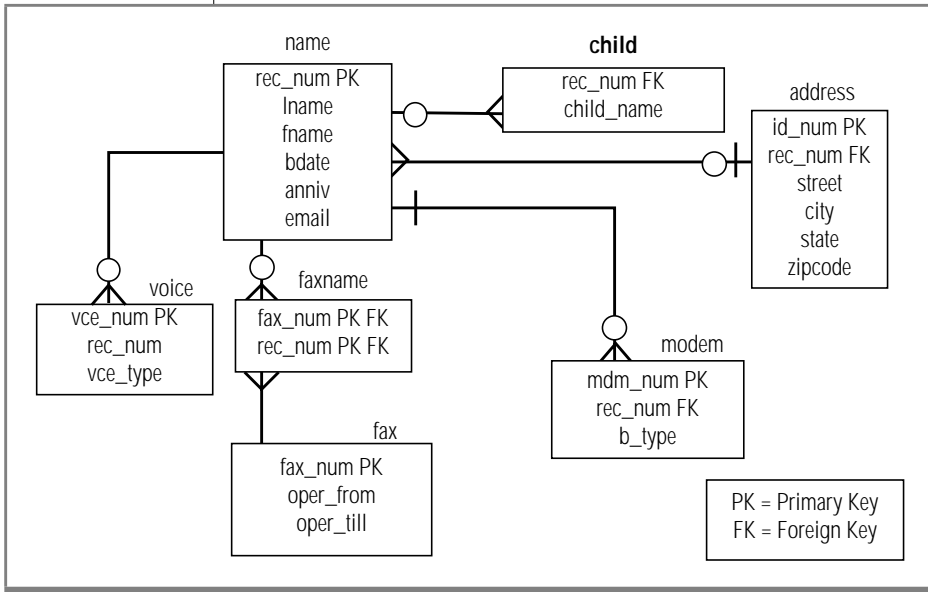 name
rec_num PK
lname
fname
bdate
anniv
email
child
rec_num FK
child_name
address
id_num PK
rec_num FK
street
city
state
zipcode
voice
vce_num PK
rec_num
vce_type
faxname
fax_num PK FK
rec_num PK FK
modem
mdm_num PK
rec_num FK
b_type
fax
fax_num PK
oper_from
oper_till
PK = Primary Key
FK = Foreign Key